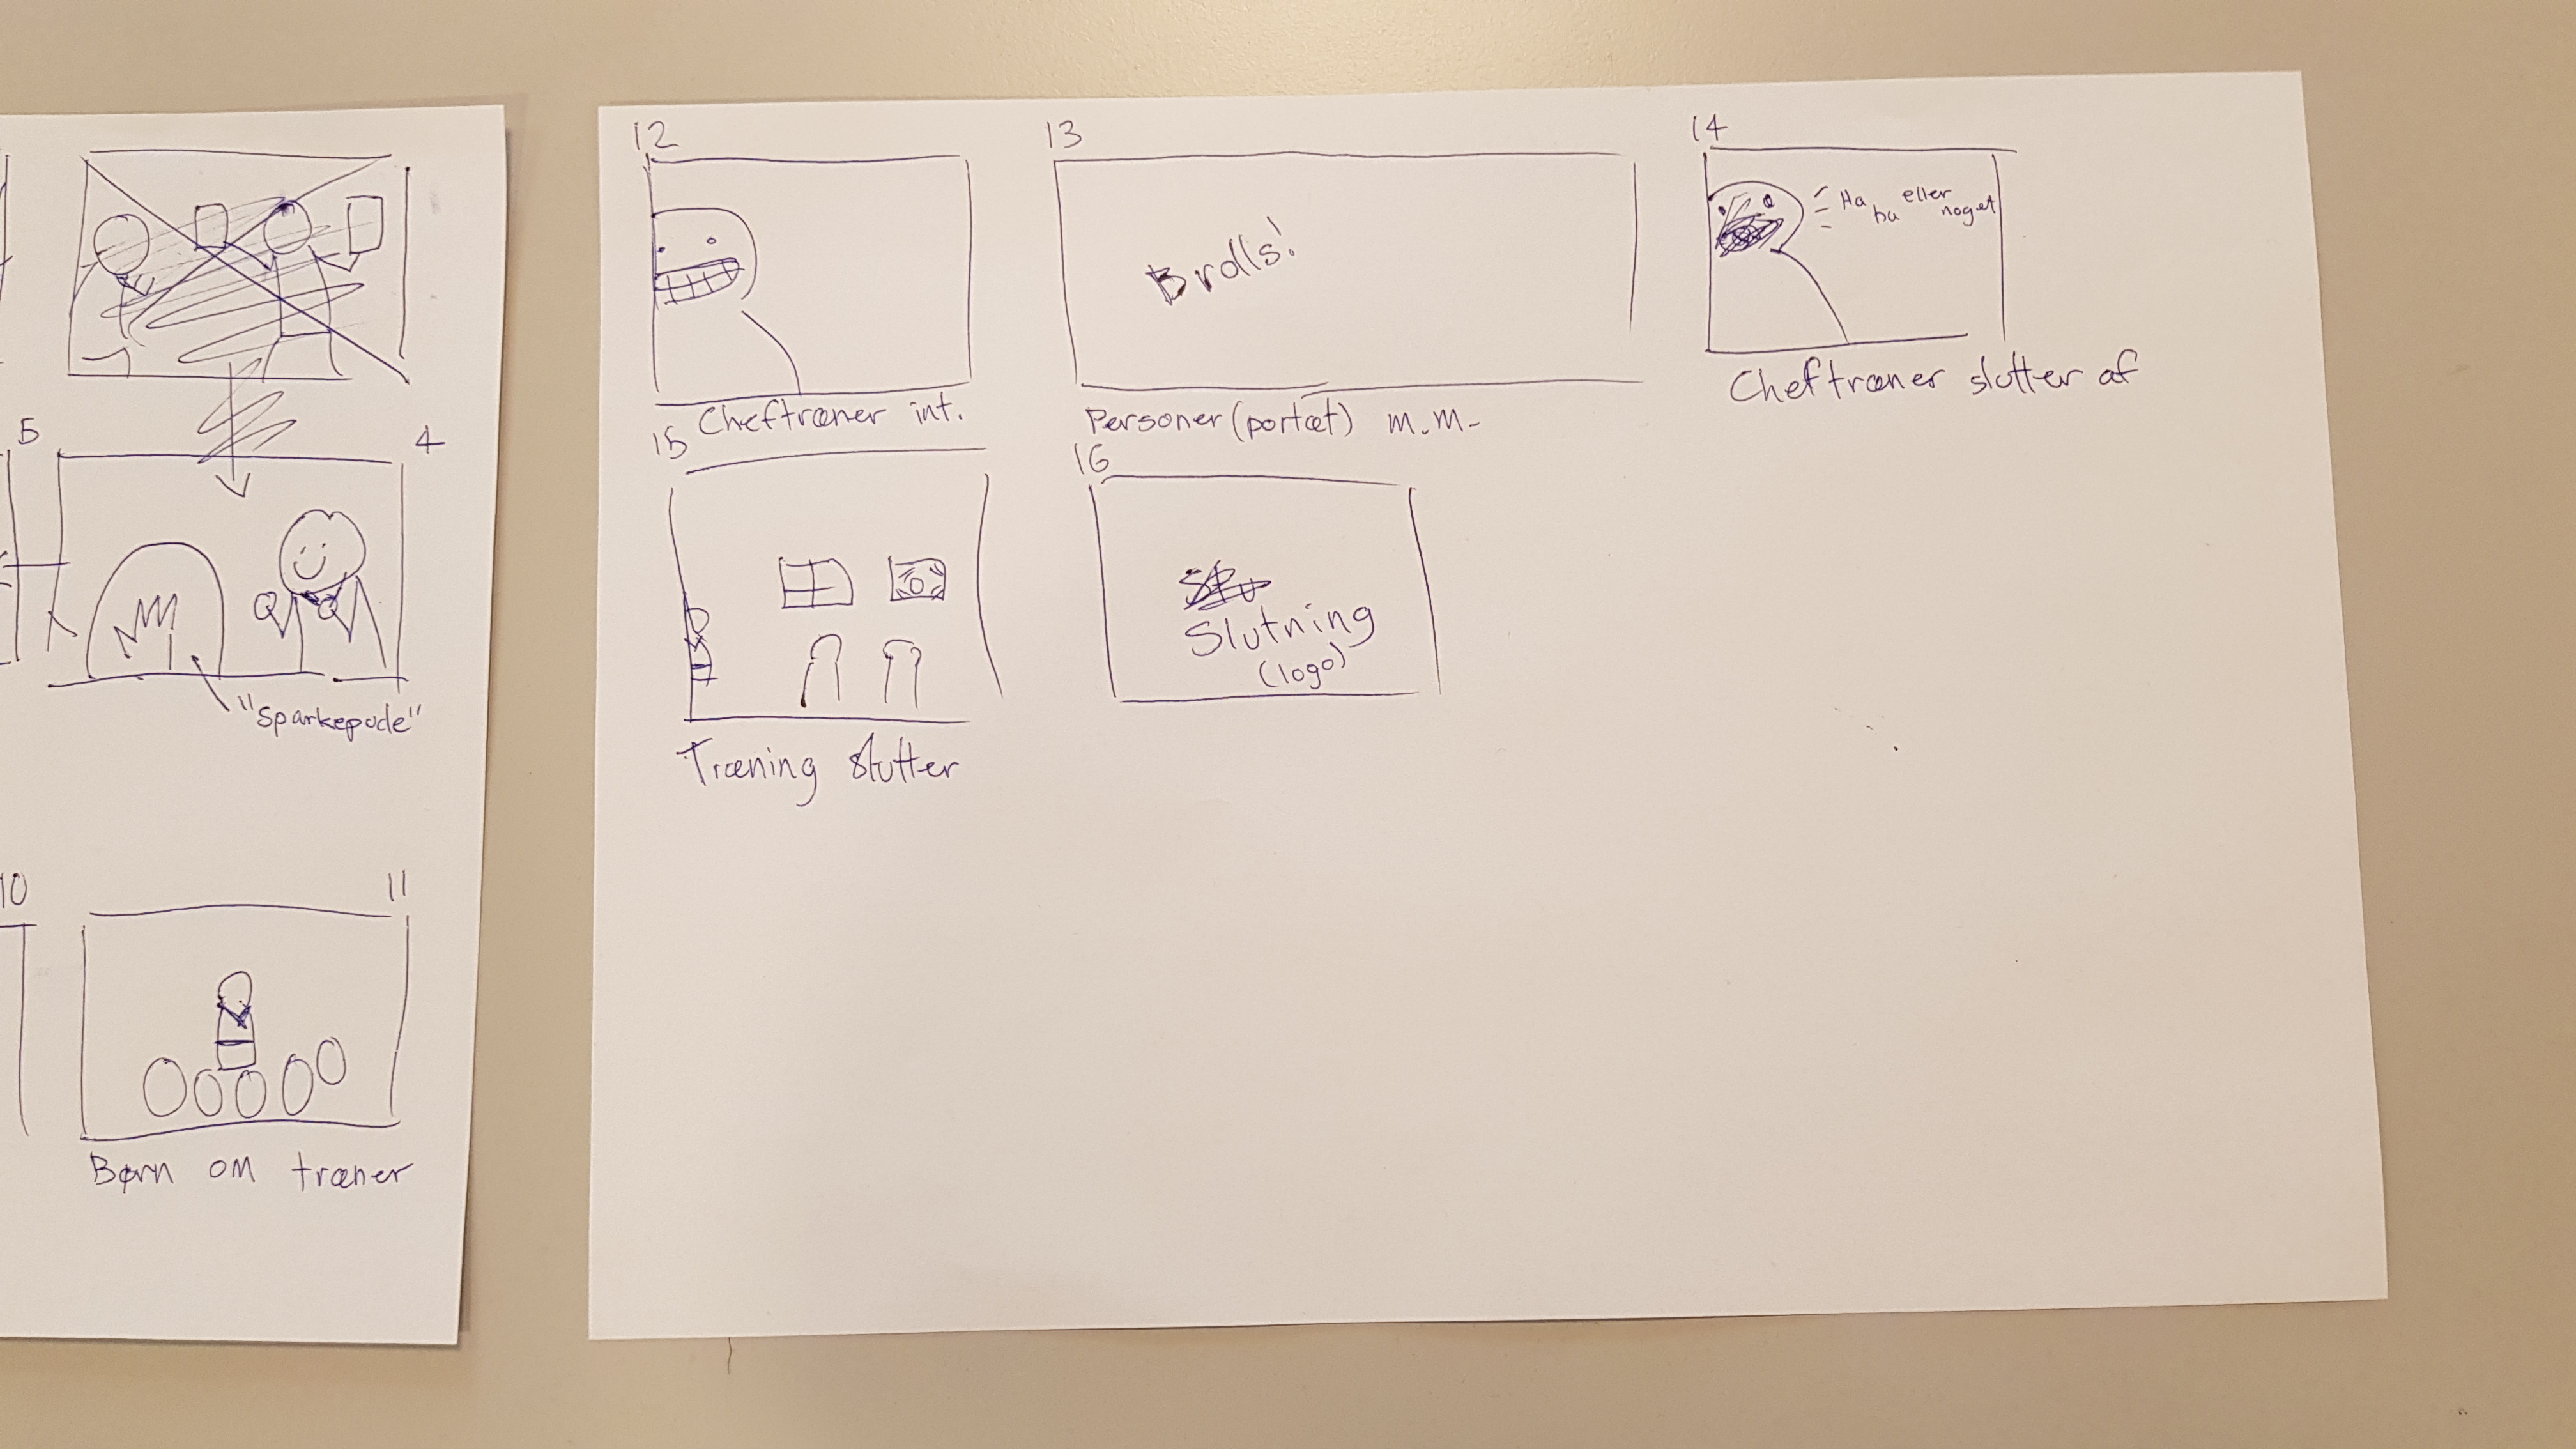 5
4
"Sparkepude"
10
11
Børn om træner
12
Cheftræner int.
13
Brolls!
Personer (portæt) m.m.
14
Ha ha eller noget
Cheftræner slutter af
15
Træning slutter
16
Slutning
(logo)